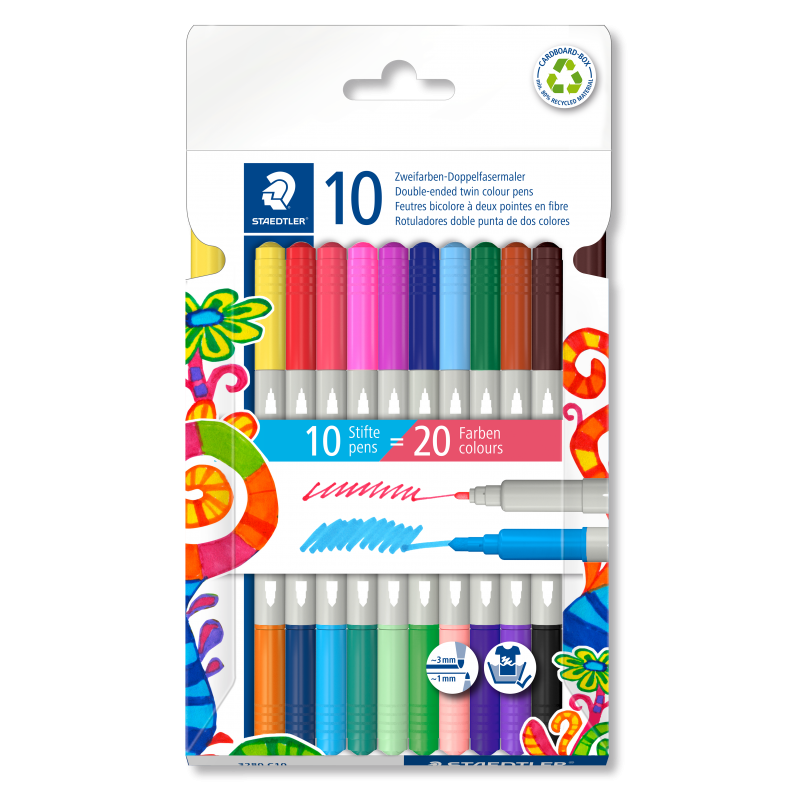 CARDBOARD-BOX
min. 80% RECYCLED MATERIAL
STAEDTLER
10
Zweifarben-Doppelfasermaler
Double-ended twin colour pens
Feutres bicolore à deux pointes en fibre
Rotuladores doble punta de dos colores
10 Stifte pens = 20 Farben colours
~3 mm
~1 mm
STAEDTLER